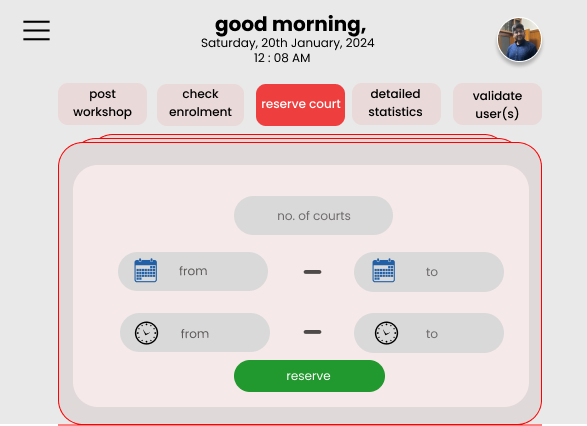 good morning,
Saturday, 20th January, 2024
12 : 08 AM
post
workshop
check
enrolment
reserve court
detailed
statistics
validate
user(s)
no. of courts
from
to
from
to
reserve